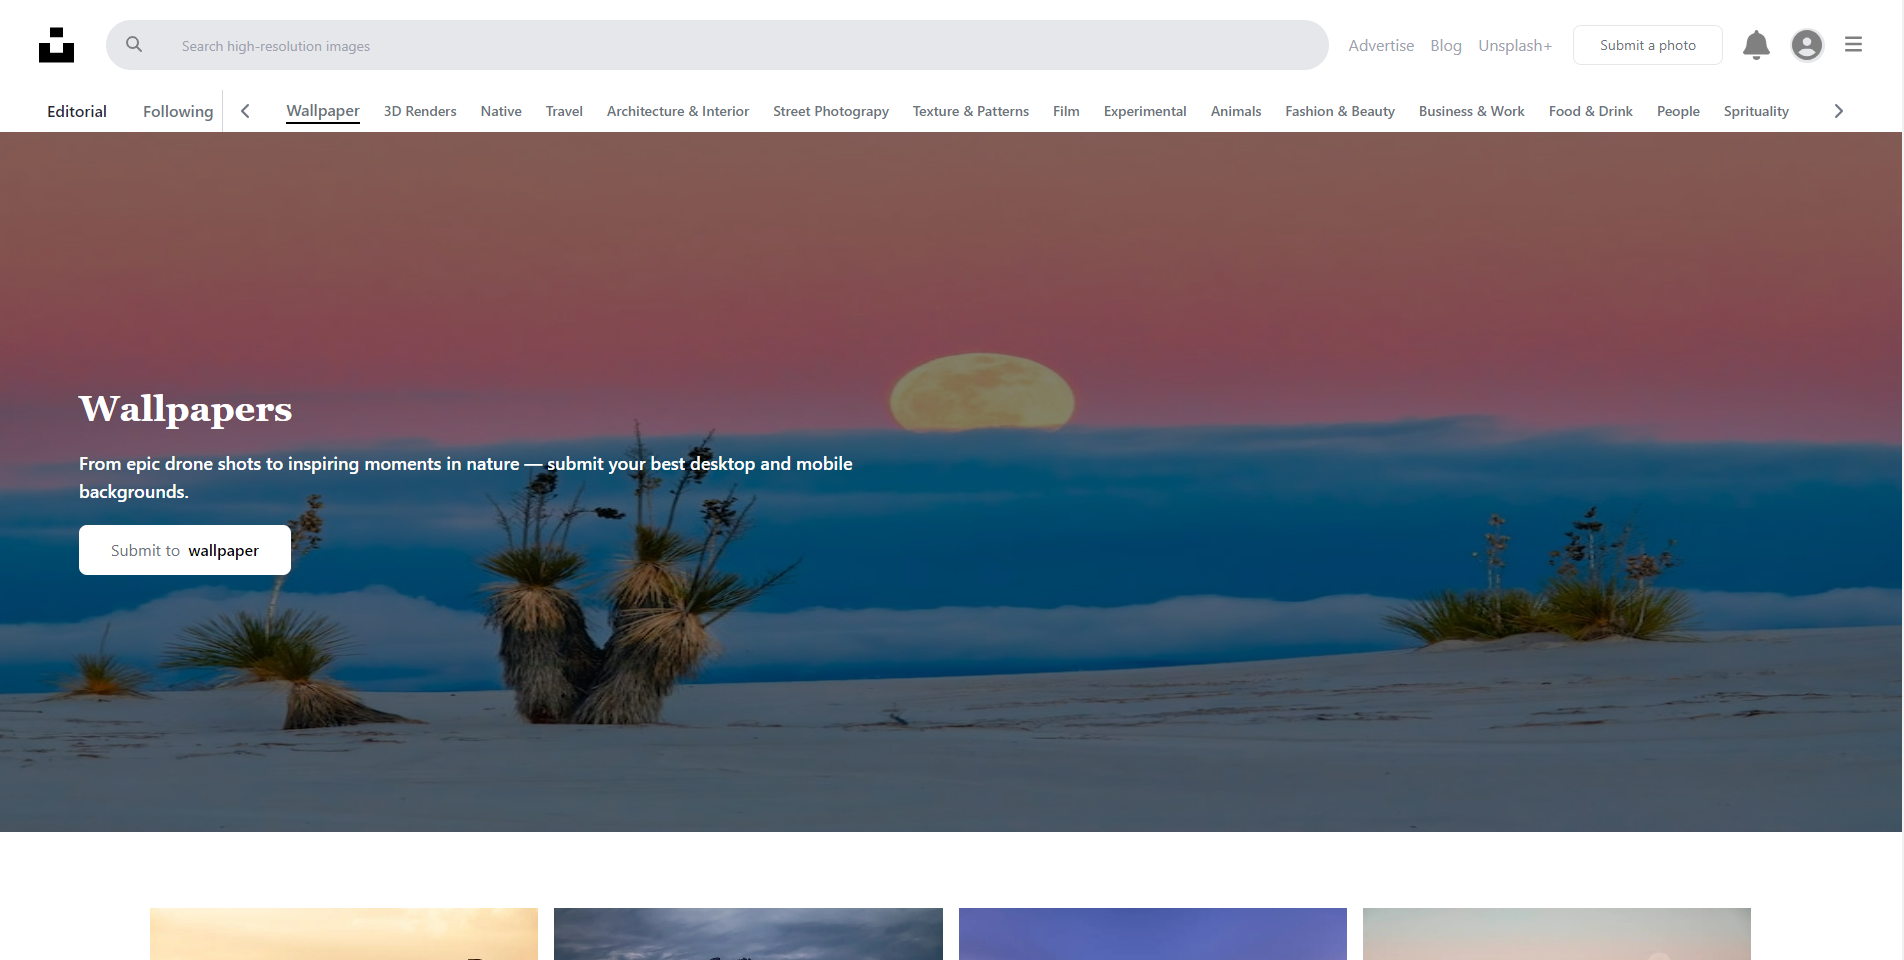 Search high-resolution images
Advertise Blog Unsplash+ Submit a photo
Editorial Following Wallpaper 3D Renders Native Travel Architecture & Interior Street Photograpy Texture & Patterns Film Experimental Animals Fashion & Beauty Business & Work Food & Drink People Sprituality
Wallpapers
From epic drone shots to inspiring moments in nature — submit your best desktop and mobile
backgrounds.
Submit to wallpaper